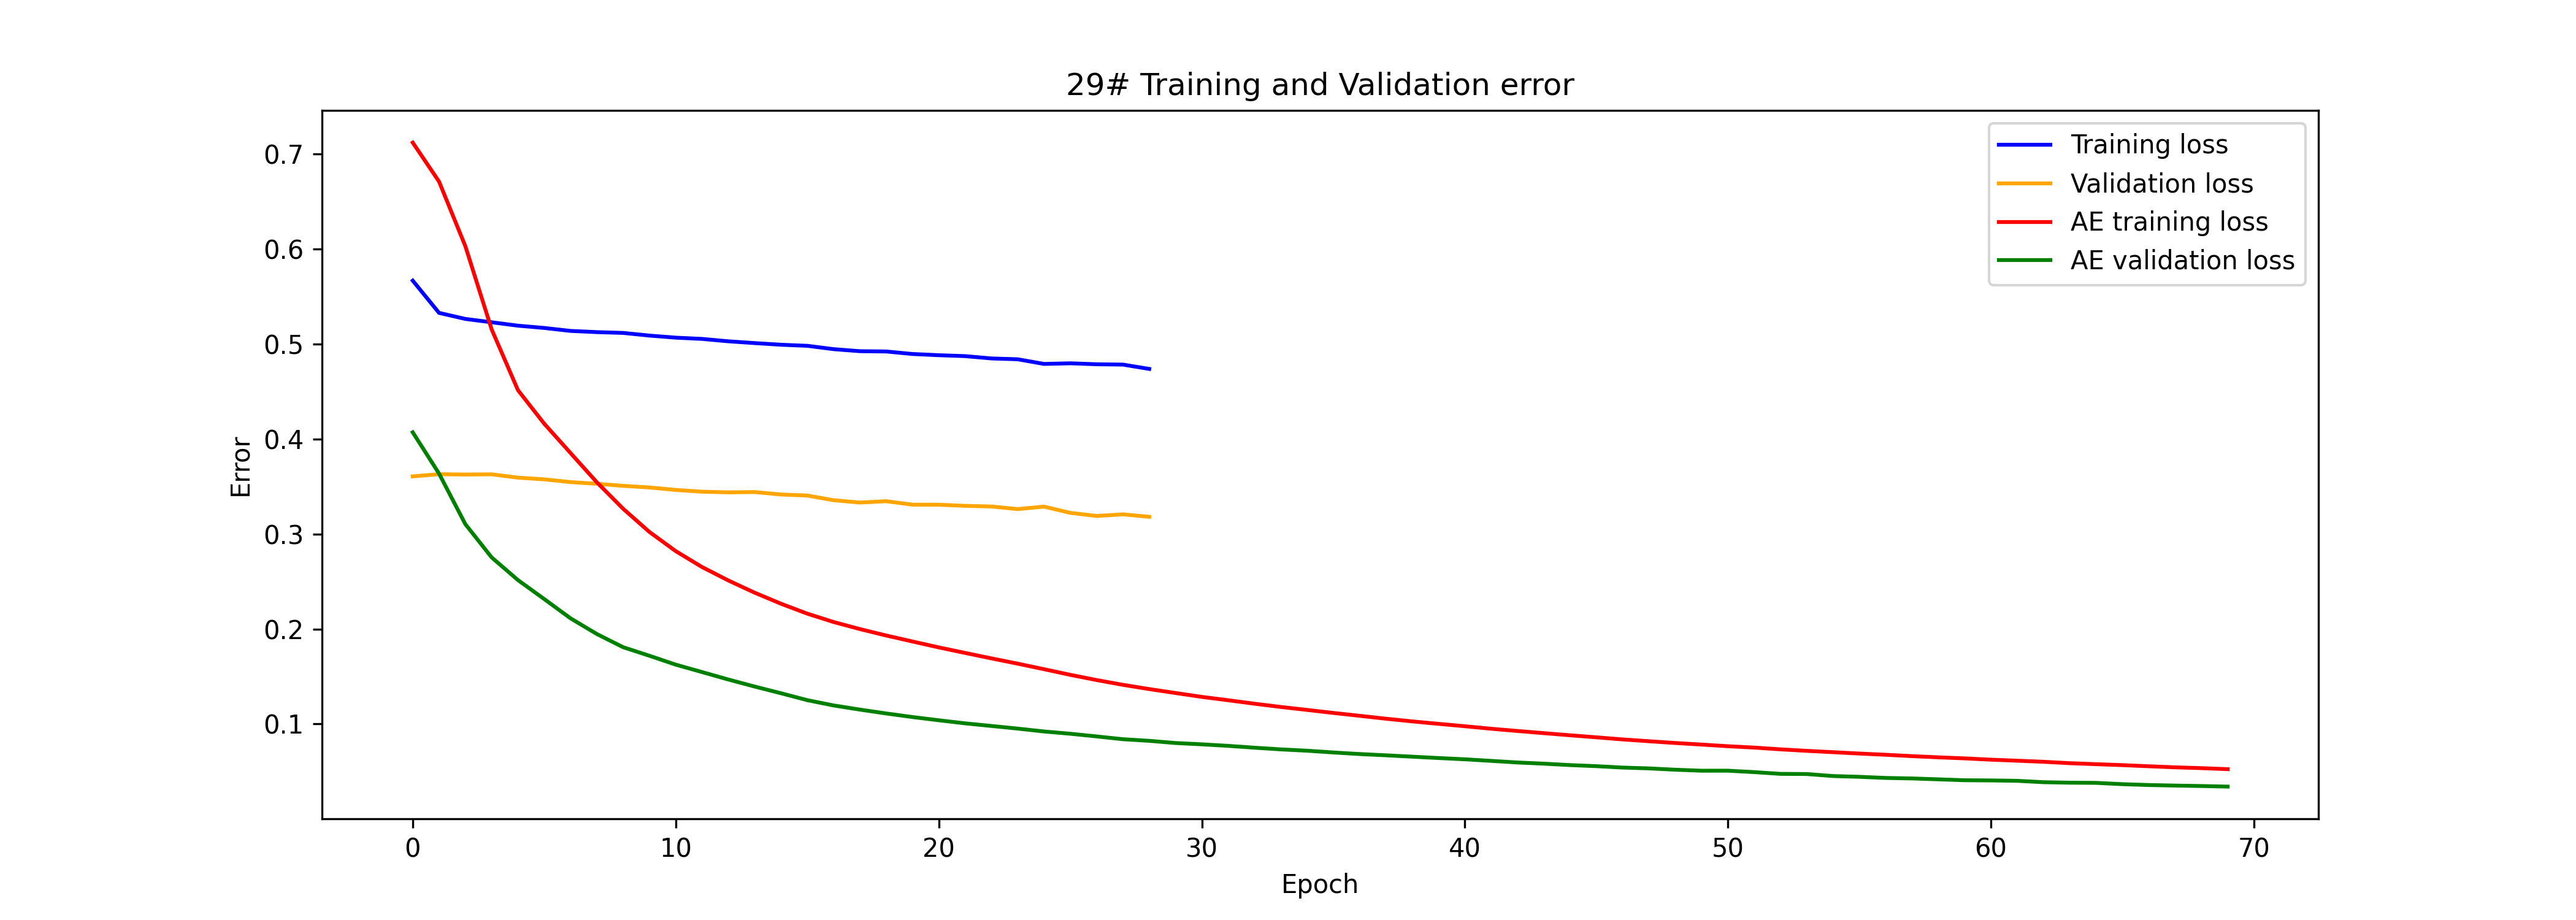 29# Training and Validation error
Training loss
Validation loss
AE training loss
AE validation loss
0.7
0.6
0.5
0.4
0.3
0.2
0.1
Error
0 10 20 30 40 50 60 70
Epoch